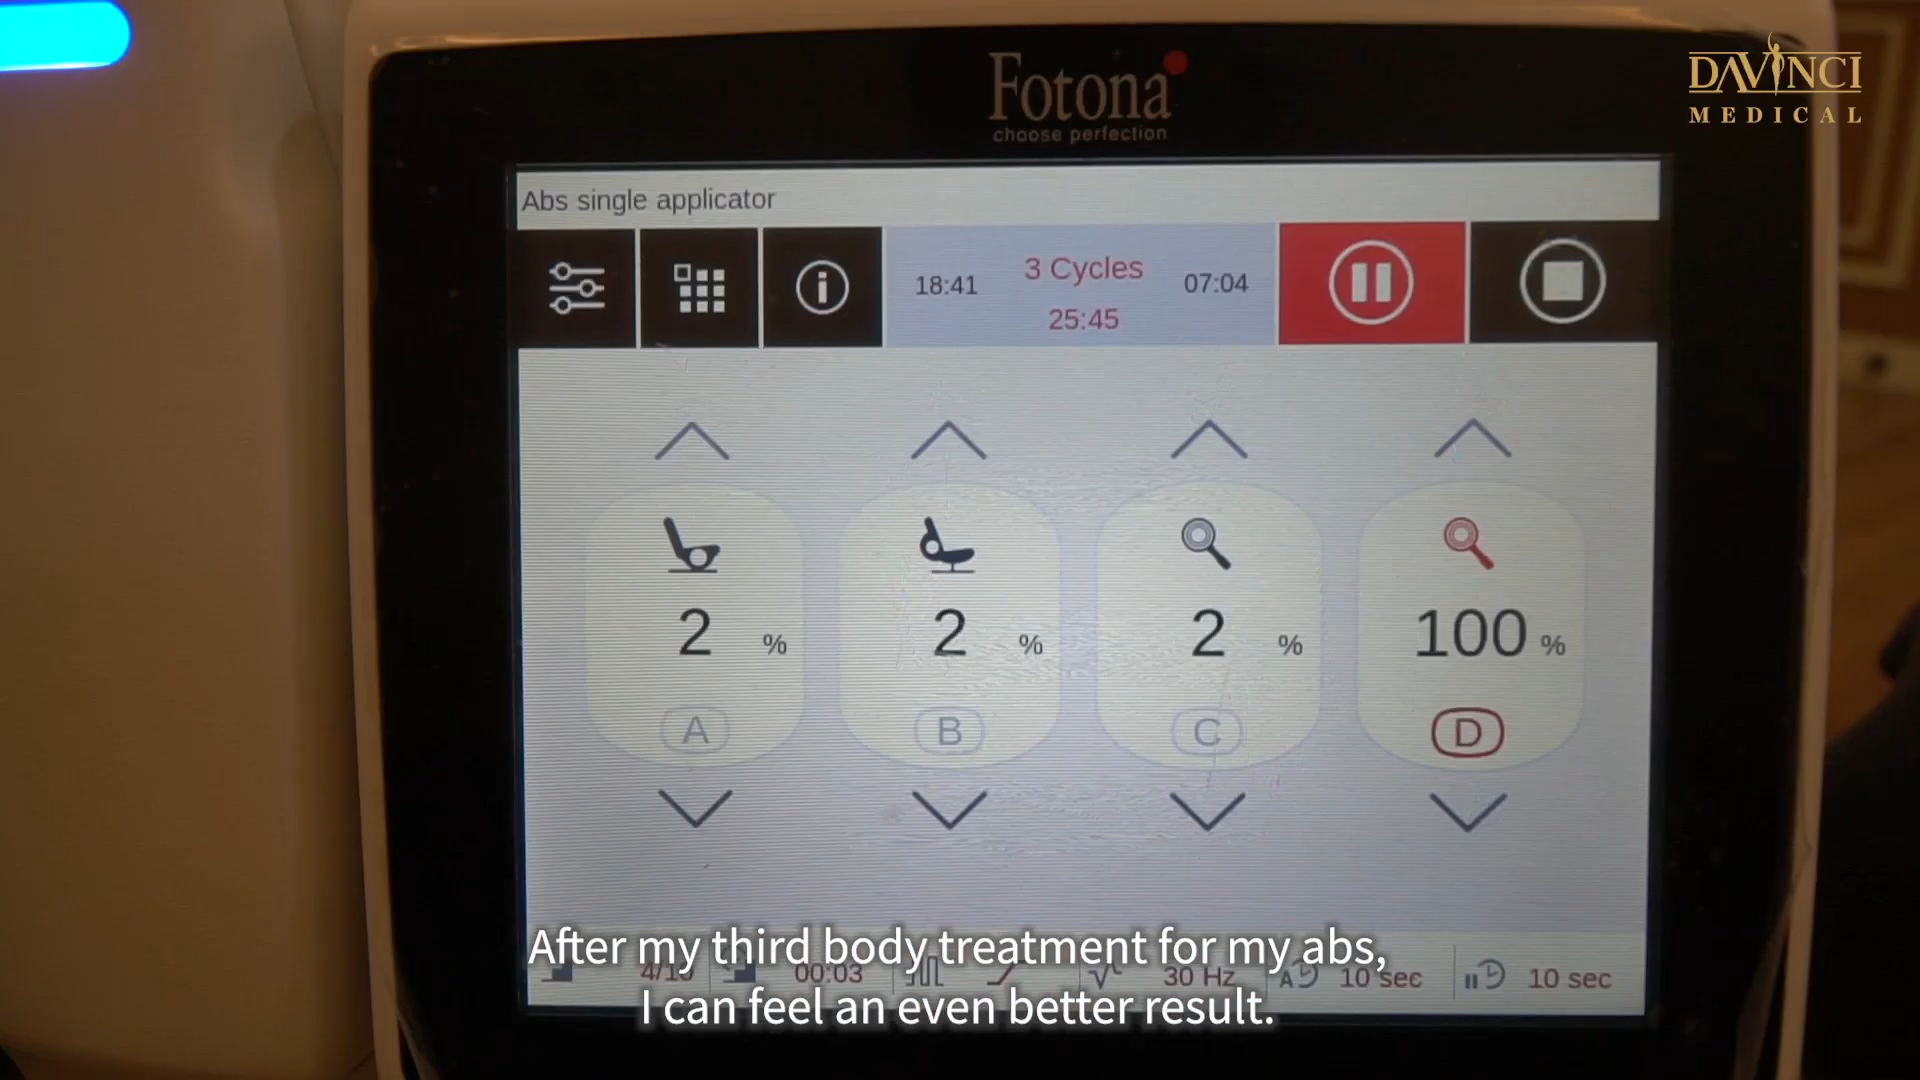 Fotona
choose perfection
DAVINCI
MEDICAL
Abs single applicator
18:41
3 Cycles
25:45
07:04
2 %
2 %
2 %
100 %
A
B
C
D
4/10
00:03
30 Hz
A
10 sec
10 sec
After my third body treatment for my abs,
I can feel an even better result.